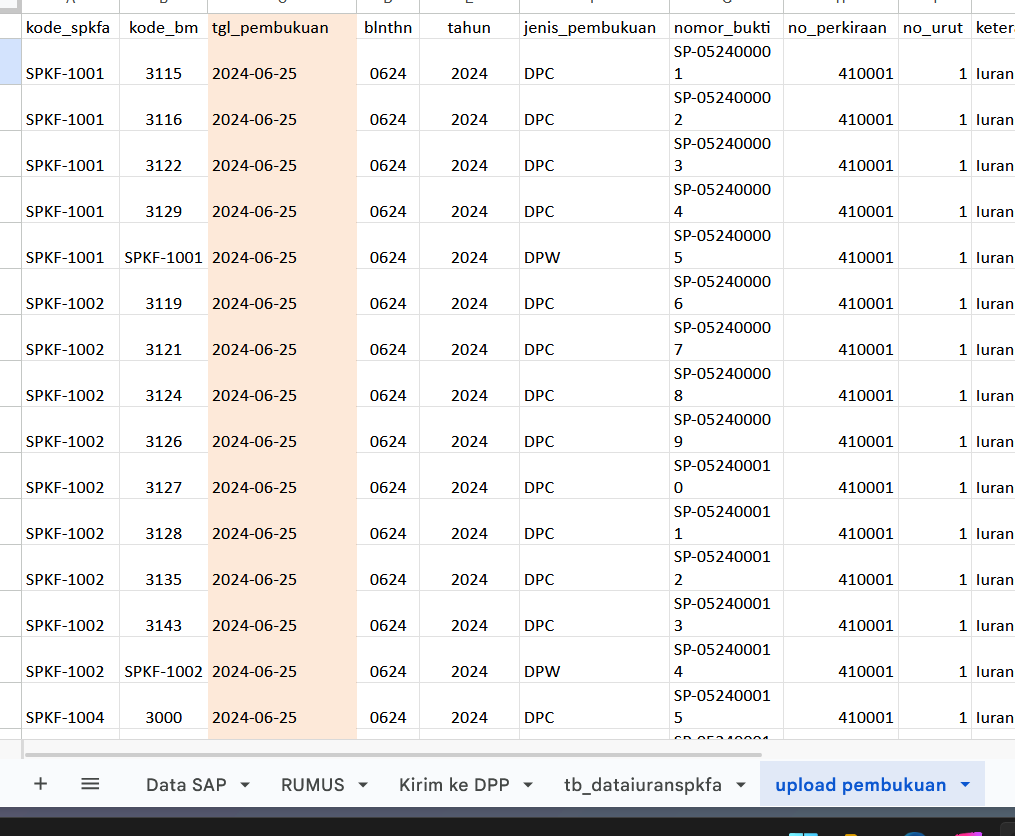 kode_spkfa kode_bm tgl_pembukuan blnthn tahun jenis_pembukuan nomor_bukti no_perkiraan no_urut keter
SPKF-1001 3115 2024-06-25 0624 2024 DPC SP-052400001 410001 1 Iuran
SPKF-1001 3116 2024-06-25 0624 2024 DPC SP-052400002 410001 1 Iuran
SPKF-1001 3122 2024-06-25 0624 2024 DPC SP-052400003 410001 1 Iuran
SPKF-1001 3129 2024-06-25 0624 2024 DPC SP-052400004 410001 1 Iuran
SPKF-1001 SPKF-1001 2024-06-25 0624 2024 DPW SP-052400005 410001 1 Iuran
SPKF-1002 3119 2024-06-25 0624 2024 DPC SP-052400006 410001 1 Iuran
SPKF-1002 3121 2024-06-25 0624 2024 DPC SP-052400007 410001 1 Iuran
SPKF-1002 3124 2024-06-25 0624 2024 DPC SP-052400008 410001 1 Iuran
SPKF-1002 3126 2024-06-25 0624 2024 DPC SP-052400009 410001 1 Iuran
SPKF-1002 3127 2024-06-25 0624 2024 DPC SP-052400010 410001 1 Iuran
SPKF-1002 3128 2024-06-25 0624 2024 DPC SP-052400011 410001 1 Iuran
SPKF-1002 3135 2024-06-25 0624 2024 DPC SP-052400012 410001 1 Iuran
SPKF-1002 3143 2024-06-25 0624 2024 DPC SP-052400013 410001 1 Iuran
SPKF-1002 SPKF-1002 2024-06-25 0624 2024 DPW SP-052400014 410001 1 Iuran
SPKF-1004 3000 2024-06-25 0624 2024 DPC SP-052400015 410001 1 Iuran
Data SAP RUMUS Kirim ke DPP tb_dataiuranspkfa upload pembukuan